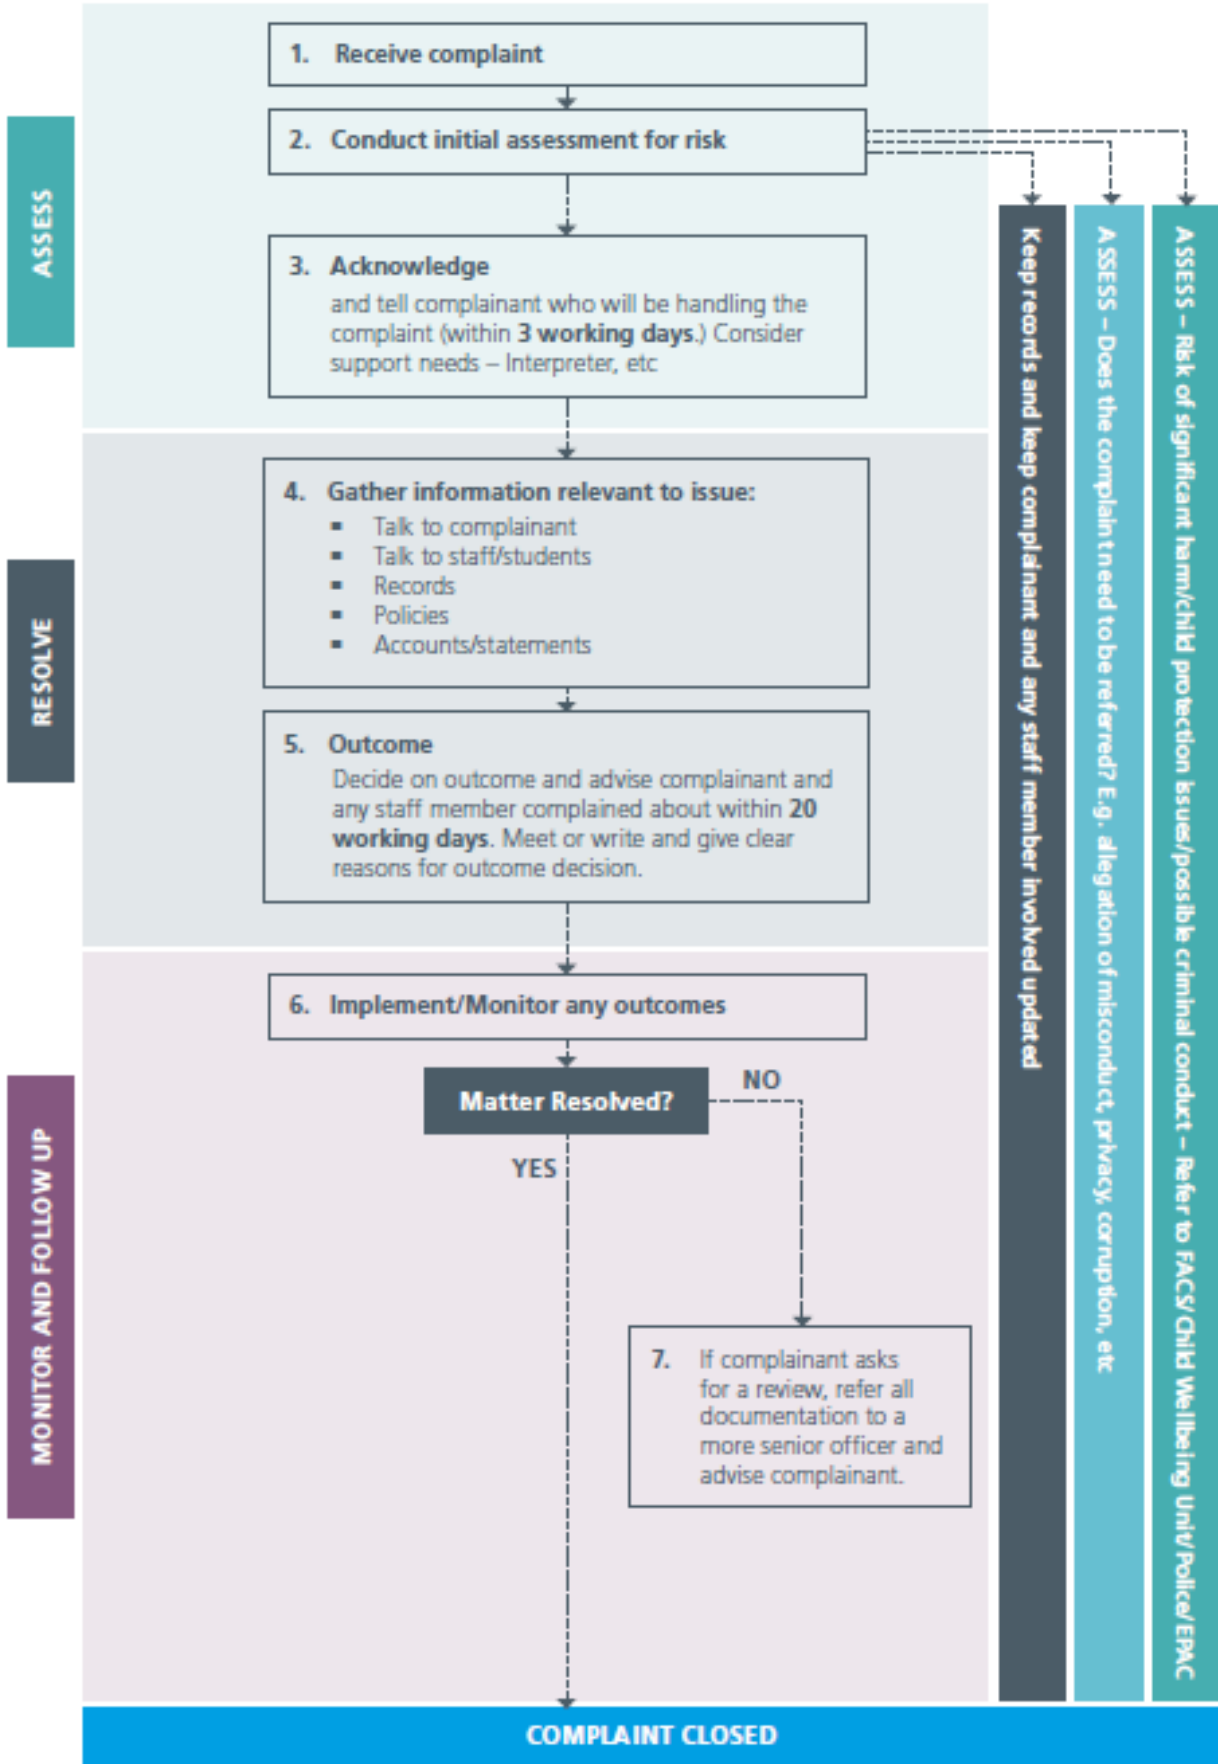 ASSESS
1. Receive complaint
2. Conduct initial assessment for risk
3. Acknowledge
and tell complainant who will be handling the
complaint (within 3 working days.) Consider
support needs – Interpreter, etc
RESOLVE
4. Gather information relevant to issue:
▪ Talk to complainant
▪ Talk to staff/students
▪ Records
▪ Policies
▪ Accounts/statements
5. Outcome
Decide on outcome and advise complainant and
any staff member complained about within 20
working days. Meet or write and give clear
reasons for outcome decision.
MONITOR AND FOLLOW UP
6. Implement/Monitor any outcomes
Matter Resolved?
NO
YES
7. If complainant asks
for a review, refer all
documentation to a
more senior officer and
advise complainant.
Keep records and keep complainant and any staff member involved updated
ASSESS – Does the complaint need to be referred? E.g. allegation of misconduct, privacy, corruption, etc
ASSESS – Risk of significant harm/child protection issues/possible criminal conduct – Refer to FACS/Child Wellbeing Unit/Police/EPAC
COMPLAINT CLOSED